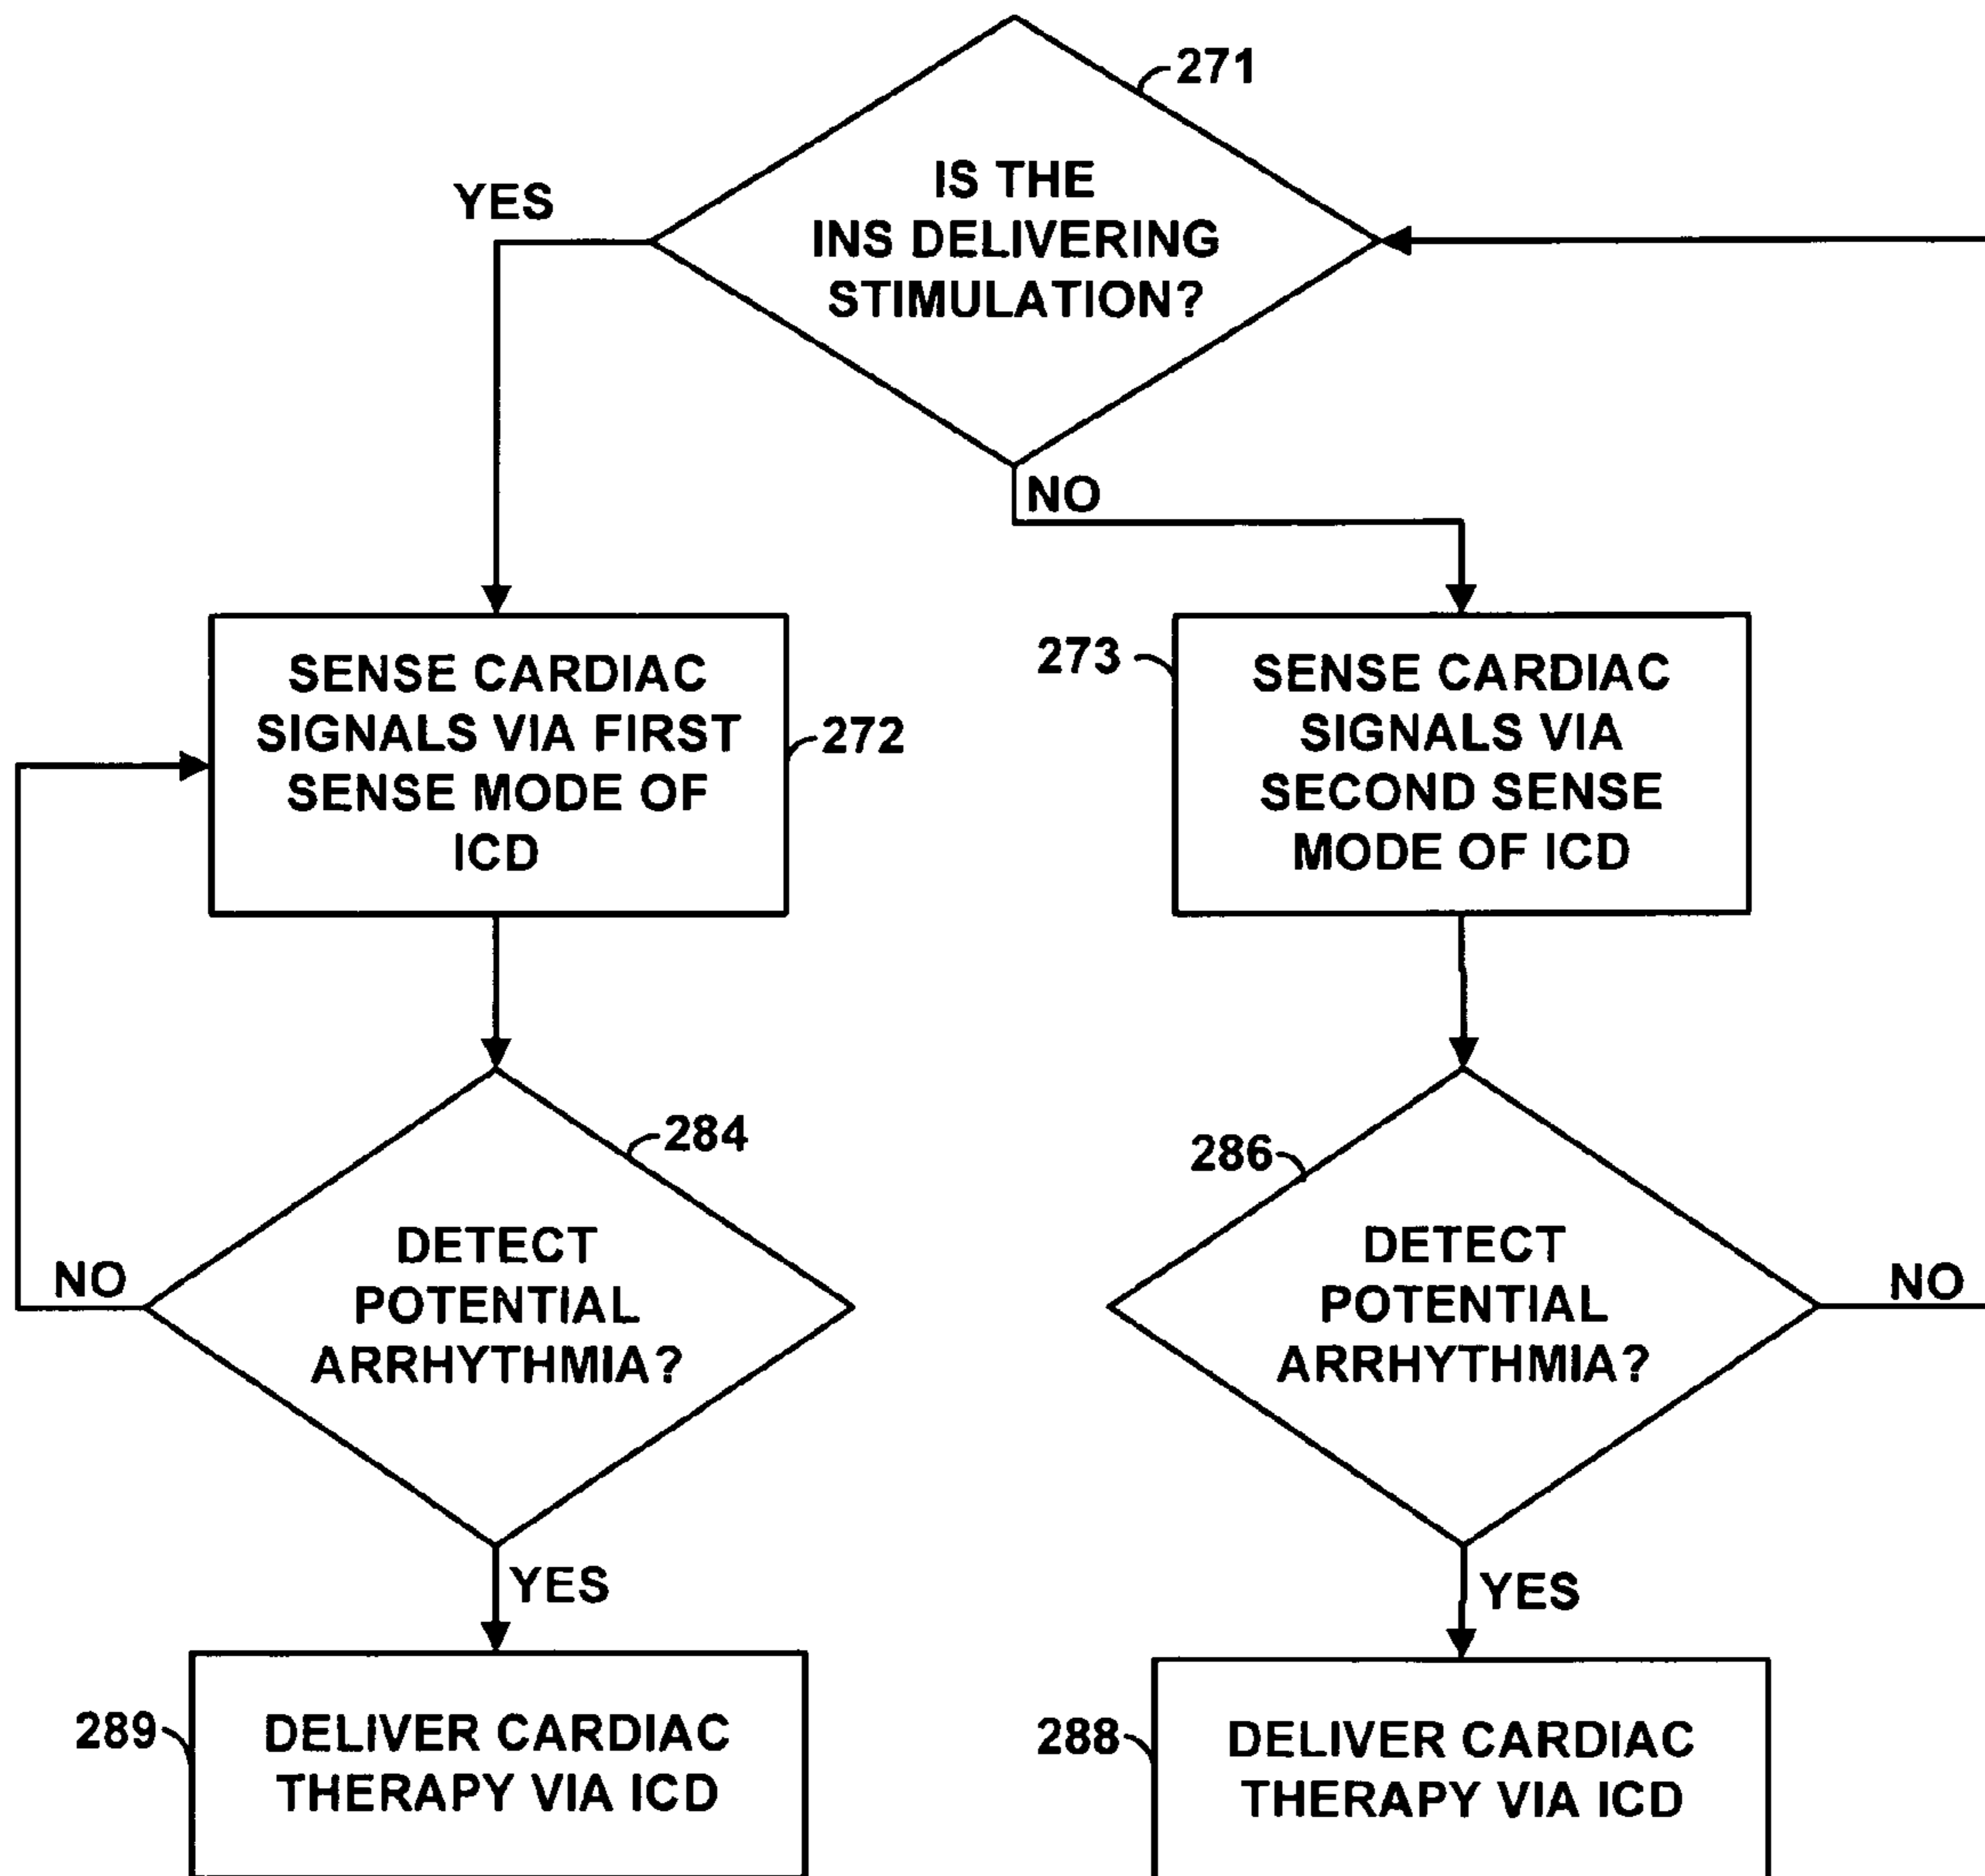 271
IS THE
INS DELIVERING
STIMULATION?
YES
NO
SENSE CARDIAC
SIGNALS VIA FIRST
SENSE MODE OF
ICD
272
273
SENSE CARDIAC
SIGNALS VIA
SECOND SENSE
MODE OF ICD
284
DETECT
POTENTIAL
ARRHYTHMIA?
NO
YES
286
DETECT
POTENTIAL
ARRHYTHMIA?
NO
YES
289
DELIVER CARDIAC
THERAPY VIA ICD
288
DELIVER CARDIAC
THERAPY VIA ICD